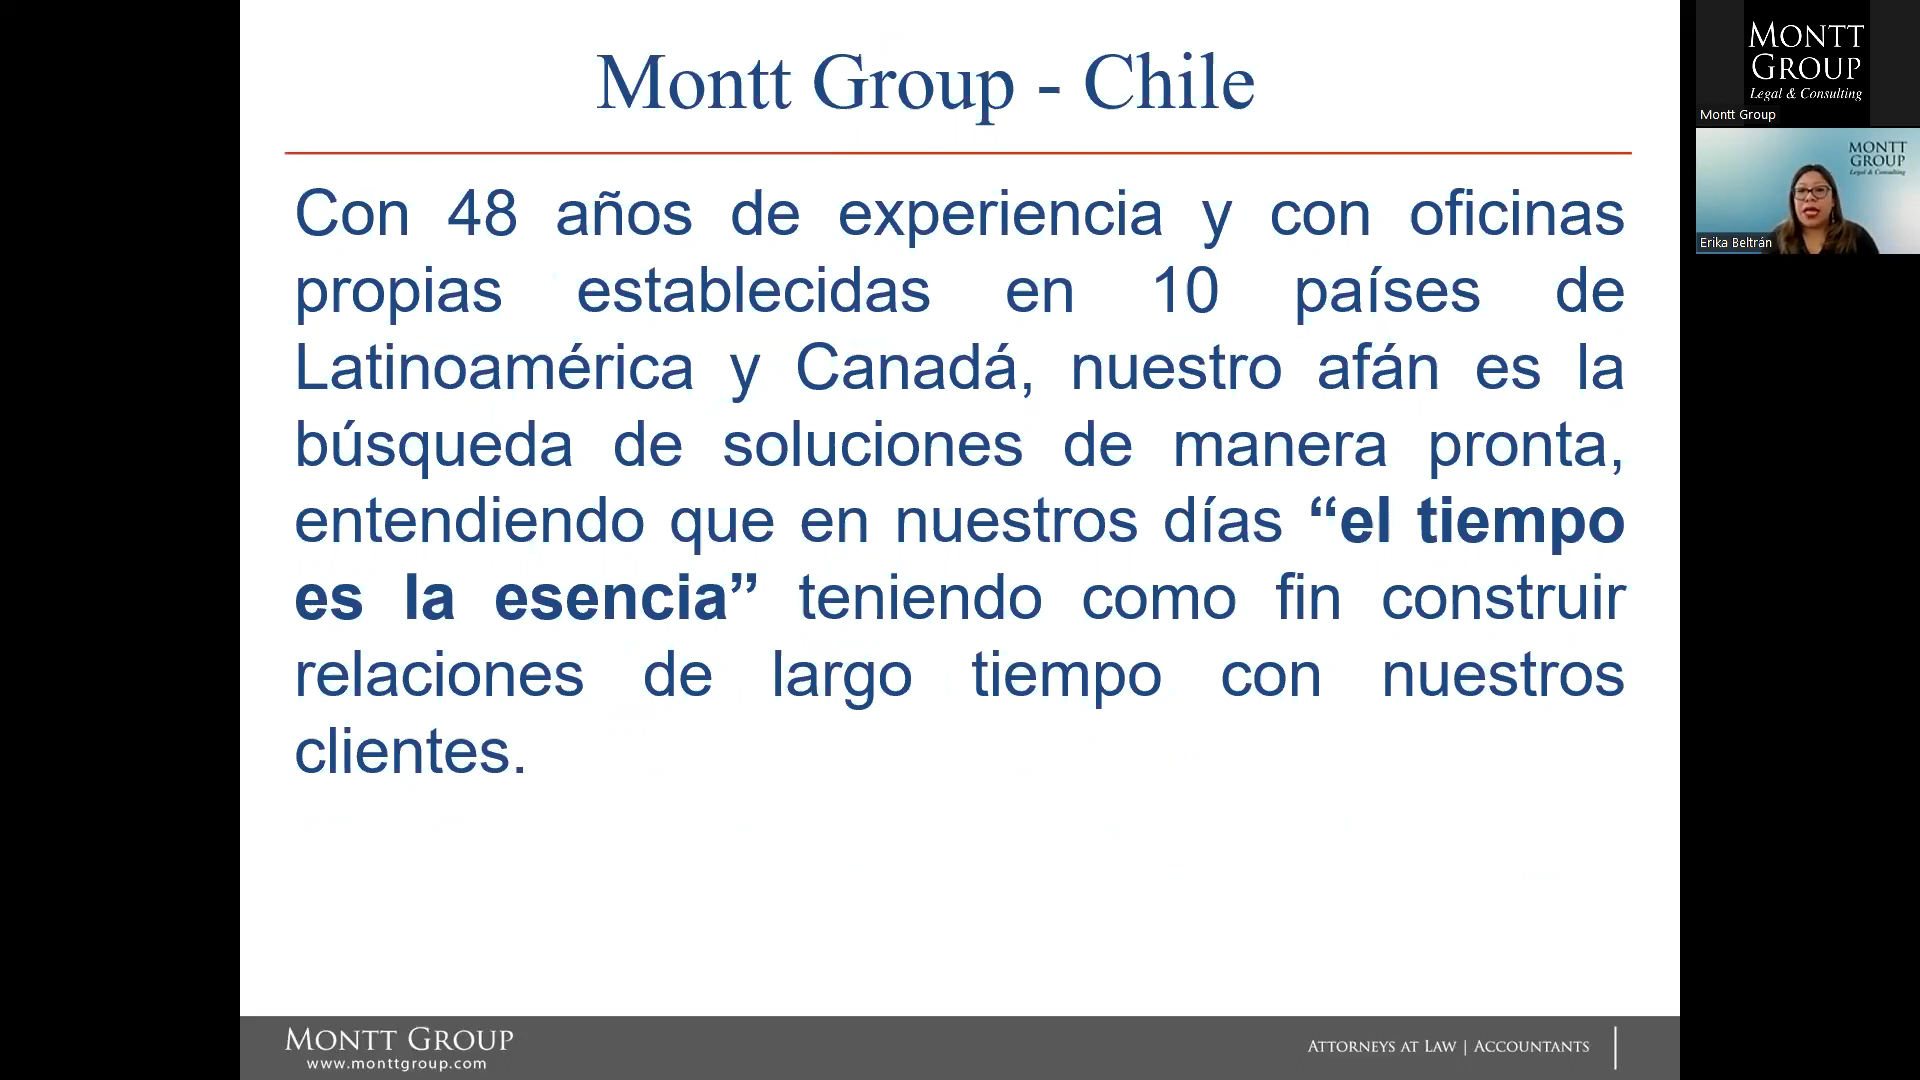 Montt Group - Chile
Con 48 años de experiencia y con oficinas
propias establecidas en 10 países de
Latinoamérica y Canadá, nuestro afán es la
búsqueda de soluciones de manera pronta,
entendiendo que en nuestros días “el tiempo
es la esencia” teniendo como fin construir
relaciones de largo tiempo con nuestros
clientes.
MONTT GROUP
www.monttgroup.com
ATTORNEYS AT LAW | ACCOUNTANTS
MONTT
GROUP
Legal & Consulting
Montt Group
MONTT
GROUP
Legal & Consulting
Erika Beltrán